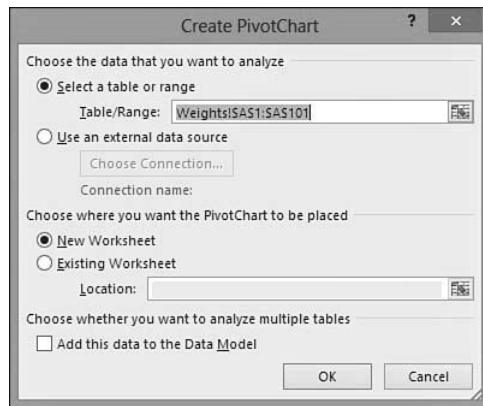 Create PivotChart ? ×
Choose the data that you want to analyze
Select a table or range
Table/Range: Weights!$A$1:$A$101
Use an external data source
Choose Connection...
Connection name:
Choose where you want the PivotChart to be placed
New Worksheet
Existing Worksheet
Location:
Choose whether you want to analyze multiple tables
Add this data to the Data Model
OK Cancel